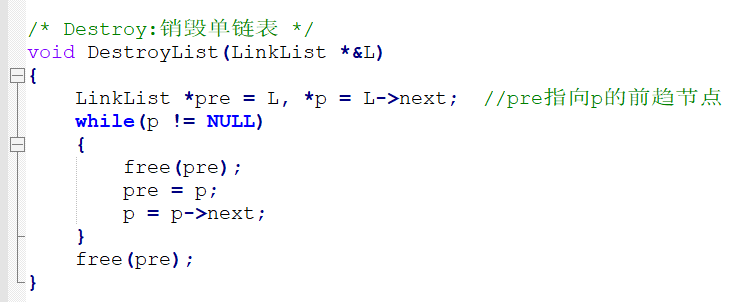 /* Destroy:销毁单链表 */
void DestroyList(LinkList *&L)
{
    LinkList *pre = L, *p = L->next;  //pre指向p的前趋节点
    while(p != NULL)
    {
        free(pre);
        pre = p;
        p = p->next;
    }
    free(pre);
}